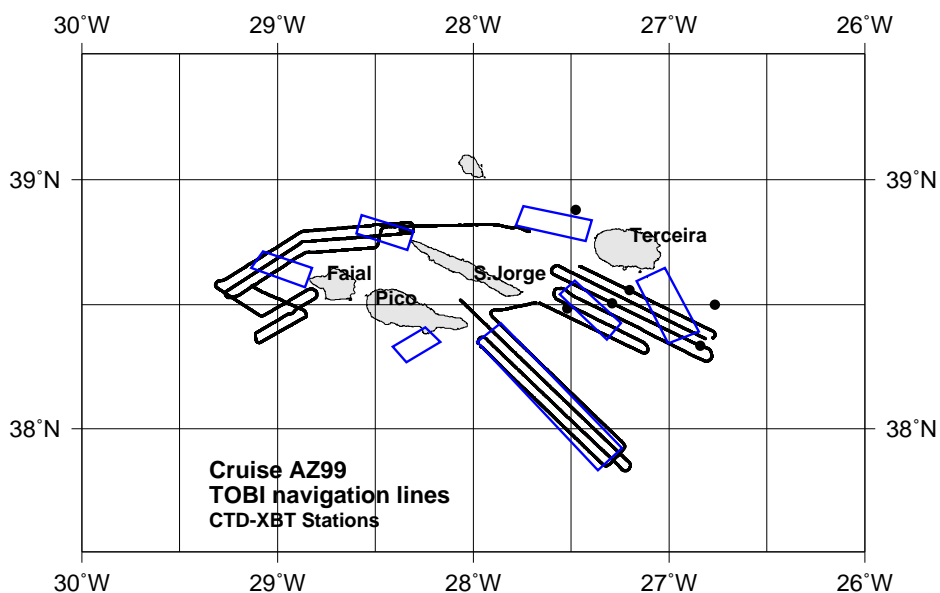 30˚W 29˚W 28˚W 27˚W 26˚W
39˚N 39˚N
Terceira
Faial S.Jorge
Pico
38˚N 38˚N
Cruise AZ99
TOBI navigation lines
CTD-XBT Stations
30˚W 29˚W 28˚W 27˚W 26˚W